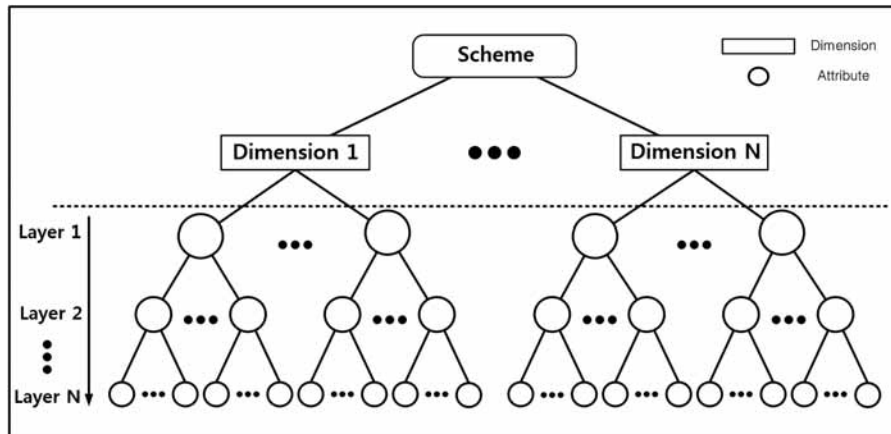 Scheme
Dimension
Attribute
Dimension 1
Dimension N
Layer 1
Layer 2
Layer N